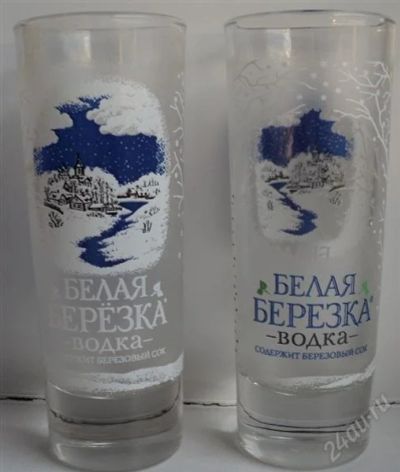 БЕЛАЯ
БЕРЁЗКА
-ВОДКА-
СОДЕРЖИТ БЕРЕЗОВЫЙ СОК
БЕЛАЯ
БЕРЕЗКА
-ВОДКА-
СОДЕРЖИТ БЕРЕЗОВЫЙ СОК
24au.ru